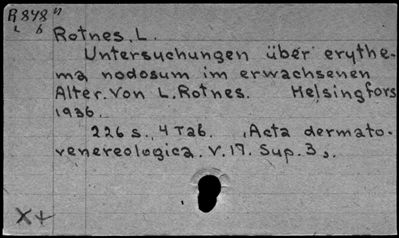 R 848
Rotnes, L.
Untersuchungen über erythe-
ma nodosum im erwachsenen
Alter. Von L. Rotnes. Helsingfors
1936.
226 s., 4 Tab. (Acta dermato-
venereologica. V. 17. Sup. 3).
X+